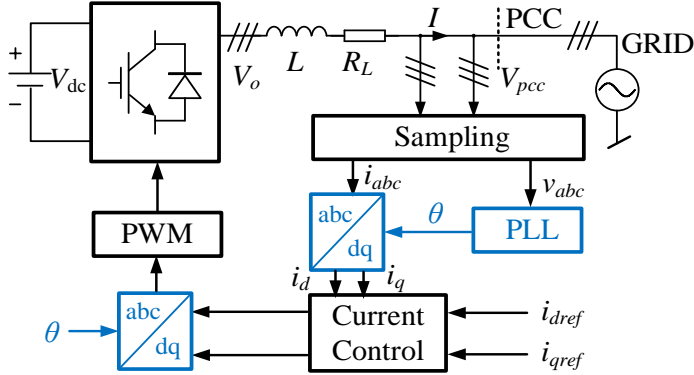 I
PCC
GRID
+
V_dc
−
V_o
L
R_L
V_pcc
Sampling
i_abc
v_abc
abc
dq
θ
PLL
PWM
i_d
i_q
θ
abc
dq
Current
Control
i_dref
i_qref